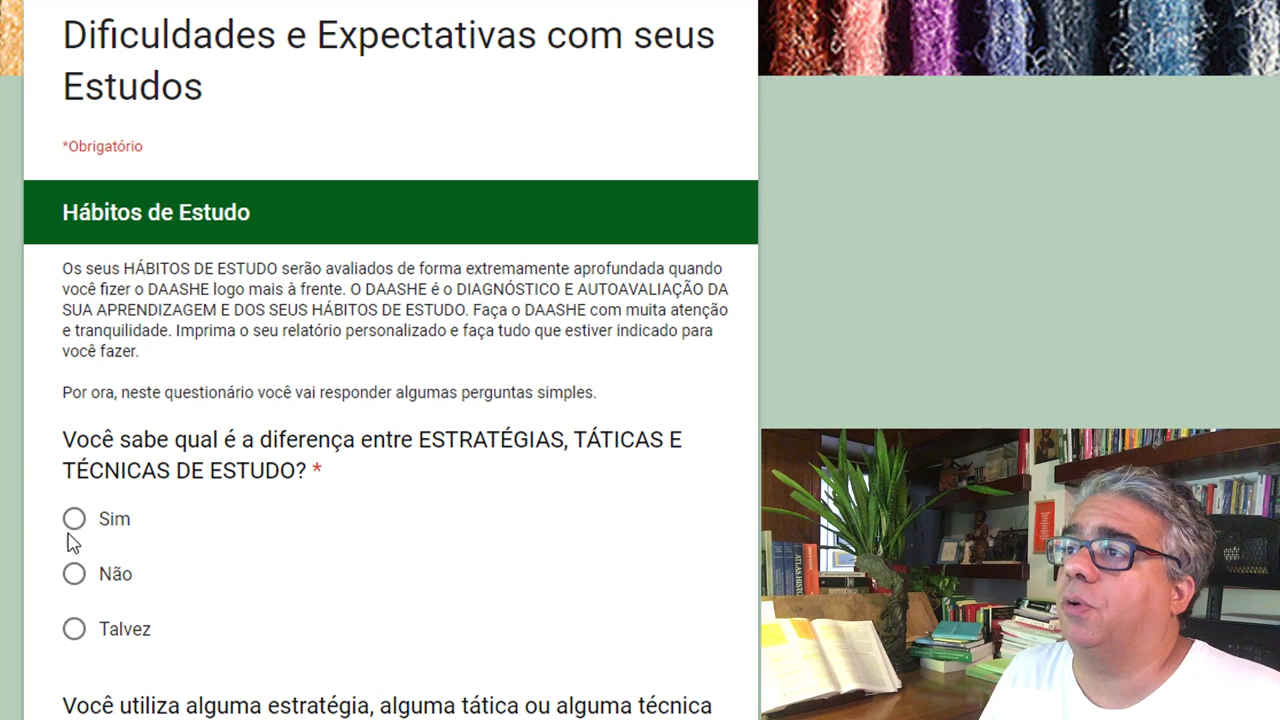 Dificuldades e Expectativas com seus
Estudos
*Obrigatório
Hábitos de Estudo
Os seus HÁBITOS DE ESTUDO serão avaliados de forma extremamente aprofundada quando
você fizer o DAASHE logo mais à frente. O DAASHE é o DIAGNÓSTICO E AUTOAVALIAÇÃO DA
SUA APRENDIZAGEM E DOS SEUS HÁBITOS DE ESTUDO. Faça o DAASHE com muita atenção
e tranquilidade. Imprima o seu relatório personalizado e faça tudo que estiver indicado para
você fazer.
Por ora, neste questionário você vai responder algumas perguntas simples.
Você sabe qual é a diferença entre ESTRATÉGIAS, TÁTICAS E
TÉCNICAS DE ESTUDO? *
Sim
Não
Talvez
Você utiliza alguma estratégia, alguma tática ou alguma técnica